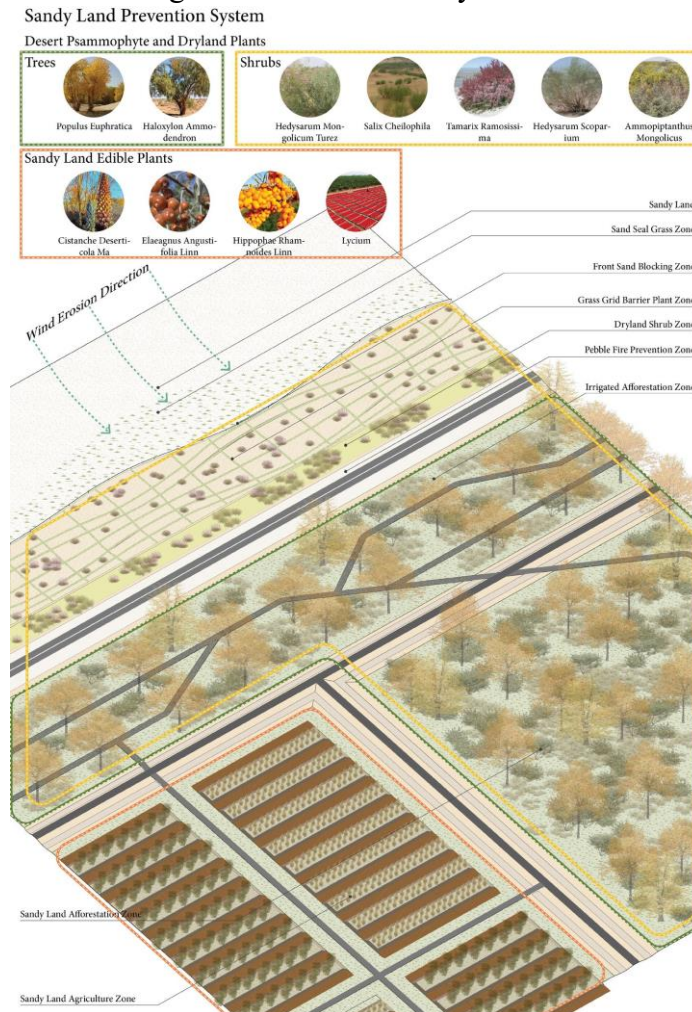 Sandy Land Prevention System
Desert Psammophyte and Dryland Plants
Trees
Shrubs
Populus Euphratica
Haloxylon Ammo-
dendron
Hedysarum Mon-
golicum Turez
Salix Cheilophila
Tamarix Ramosissi-
ma
Hedysarum Scopar-
ium
Ammopiptanthus
Mongolicus
Sandy Land Edible Plants
Cistanche Deserti-
cola Ma
Elaeagnus Angusti-
folia Linn
Hippophae Rham-
noides Linn
Lycium
Wind Erosion Direction
Sandy Land
Sand Seal Grass Zone
Front Sand Blocking Zone
Grass Grid Barrier Plant Zone
Dryland Shrub Zone
Pebble Fire Prevention Zone
Irrigated Afforestation Zone
Sandy Land Afforestation Zone
Sandy Land Agriculture Zone